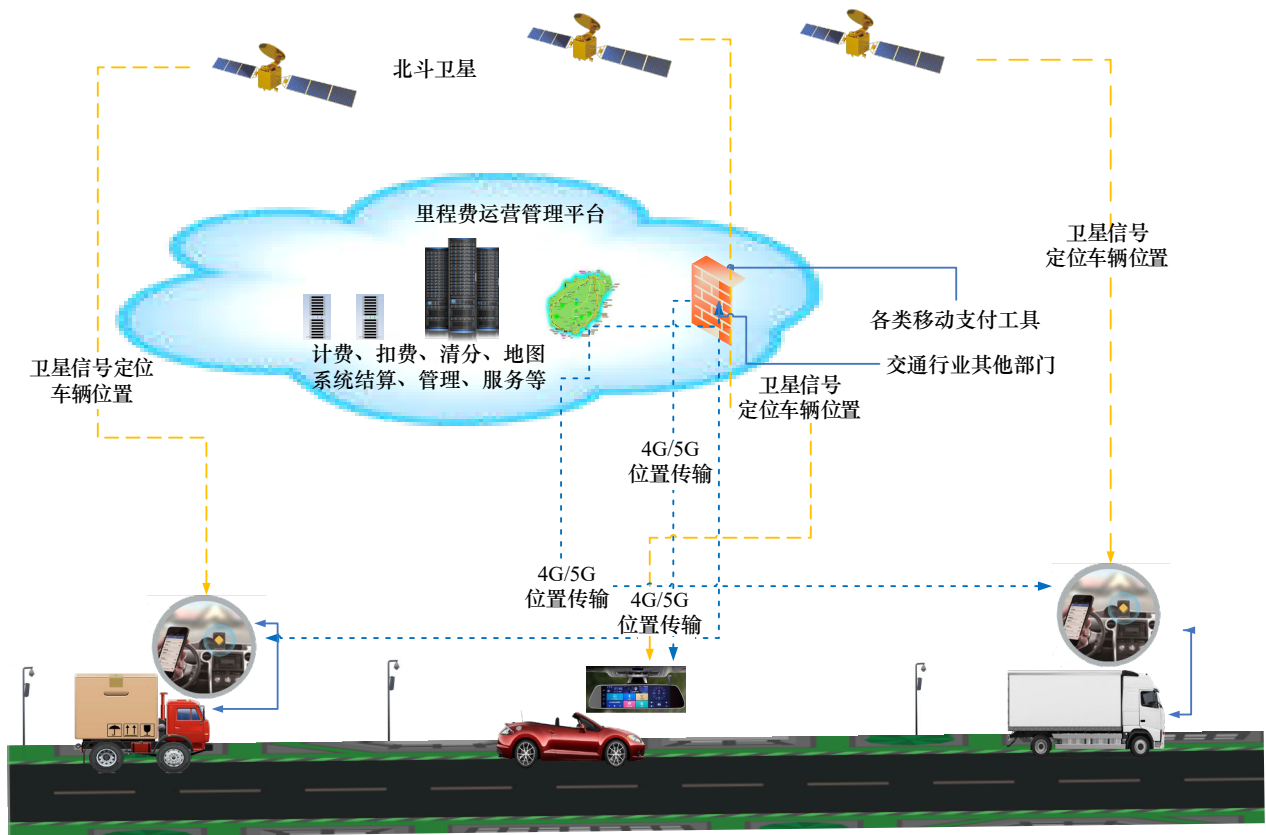 北斗卫星
里程费运营管理平台
卫星信号
定位车辆位置
各类移动支付工具
计费、扣费、清分、地图
系统结算、管理、服务等
交通行业其他部门
卫星信号定位
车辆位置
卫星信号
定位车辆位置
4G/5G
位置传输
4G/5G
位置传输
4G/5G
位置传输